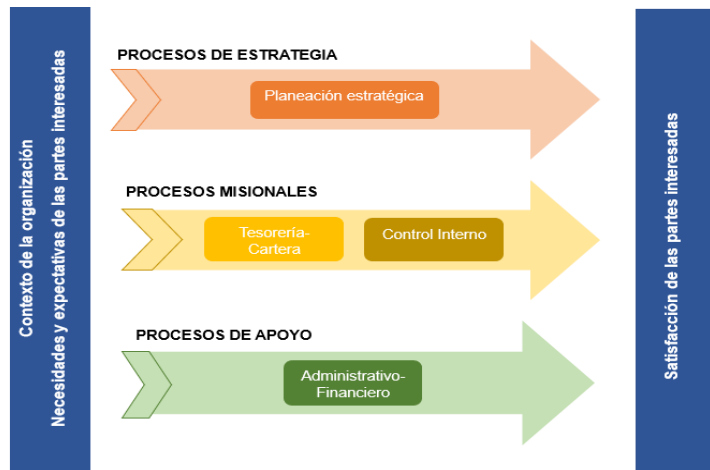 Contexto de la organización
Necesidades y expectativas de las partes interesadas
PROCESOS DE ESTRATEGIA
Planeación estratégica
PROCESOS MISIONALES
Tesorería-
Cartera
Control Interno
PROCESOS DE APOYO
Administrativo-
Financiero
Satisfacción de las partes interesadas